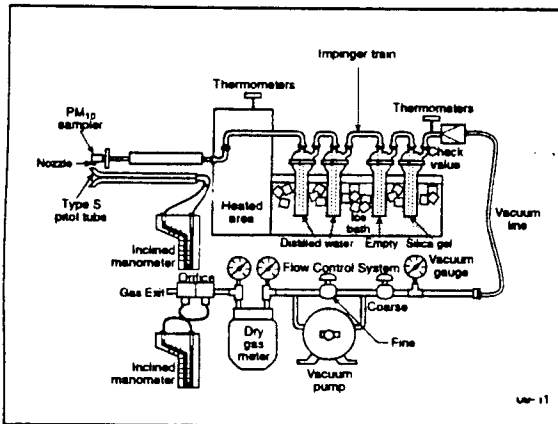 Impinger train
Thermometers
Thermometers
PM10
sampler
Check
value
Nozzle
Type S
pitot tube
Heated
area
Ice
bath
Vacuum
line
Distilled water
Empty
Silica gel
Inclined
manometer
Orifice
Flow Control System
Vacuum
gauge
Gas Exit
Coarse
Fine
Dry
gas
meter
Vacuum
pump
Inclined
manometer